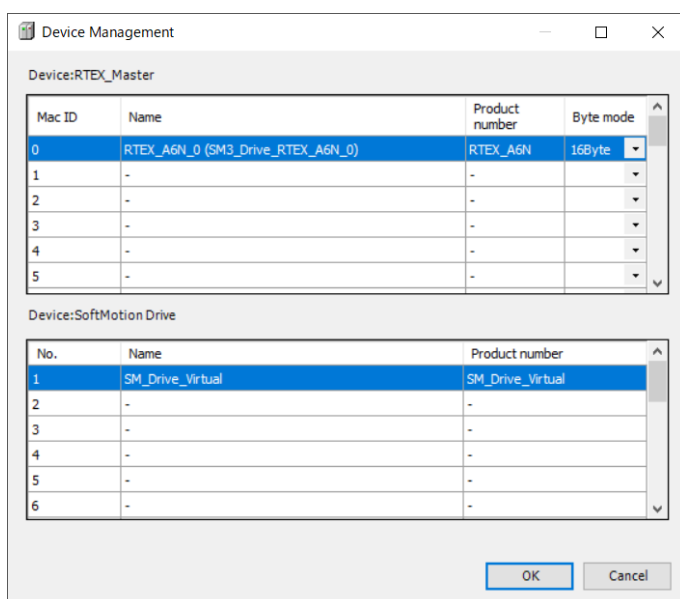 Device Management
Device:RTEX_Master
Mac ID Name Product number Byte mode
0 RTEX_A6N_0 (SM3_Drive_RTEX_A6N_0) RTEX_A6N 16Byte
1 - -
2 - -
3 - -
4 - -
5 - -
Device:SoftMotion Drive
No. Name Product number
1 SM_Drive_Virtual SM_Drive_Virtual
2 - -
3 - -
4 - -
5 - -
6 - -
OK Cancel